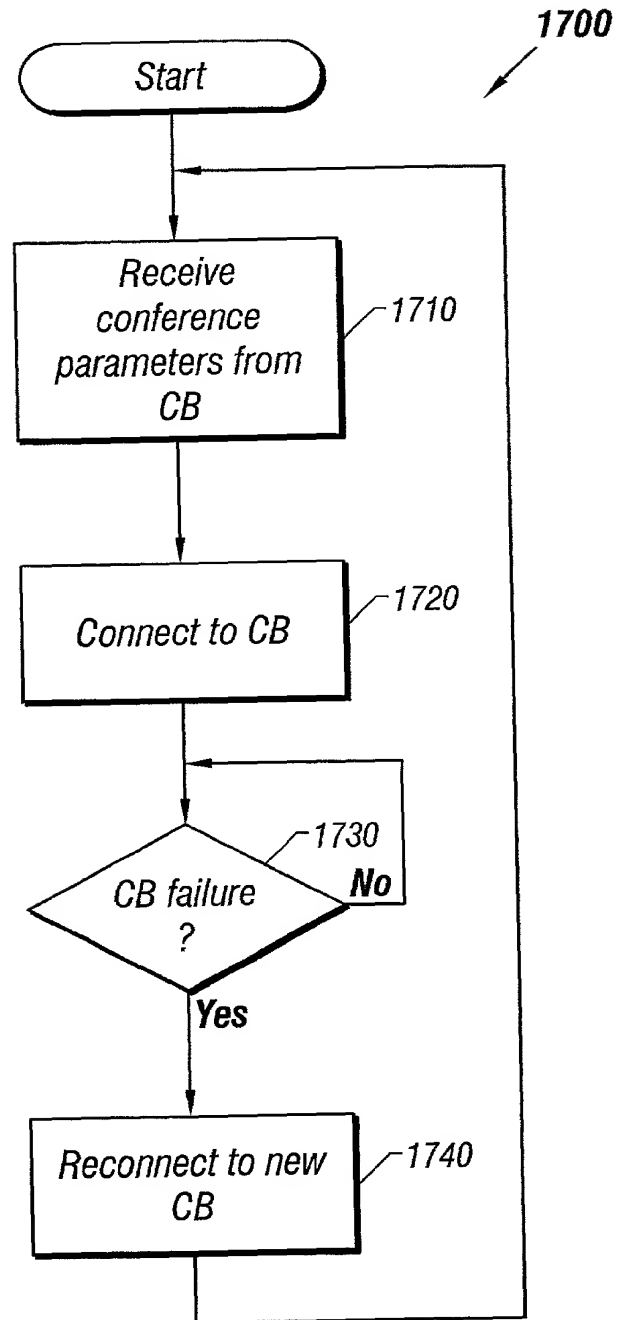 1700
Start
Receive
conference
parameters from
CB
1710
Connect to CB
1720
1730
CB failure
?
No
Yes
Reconnect to new
CB
1740